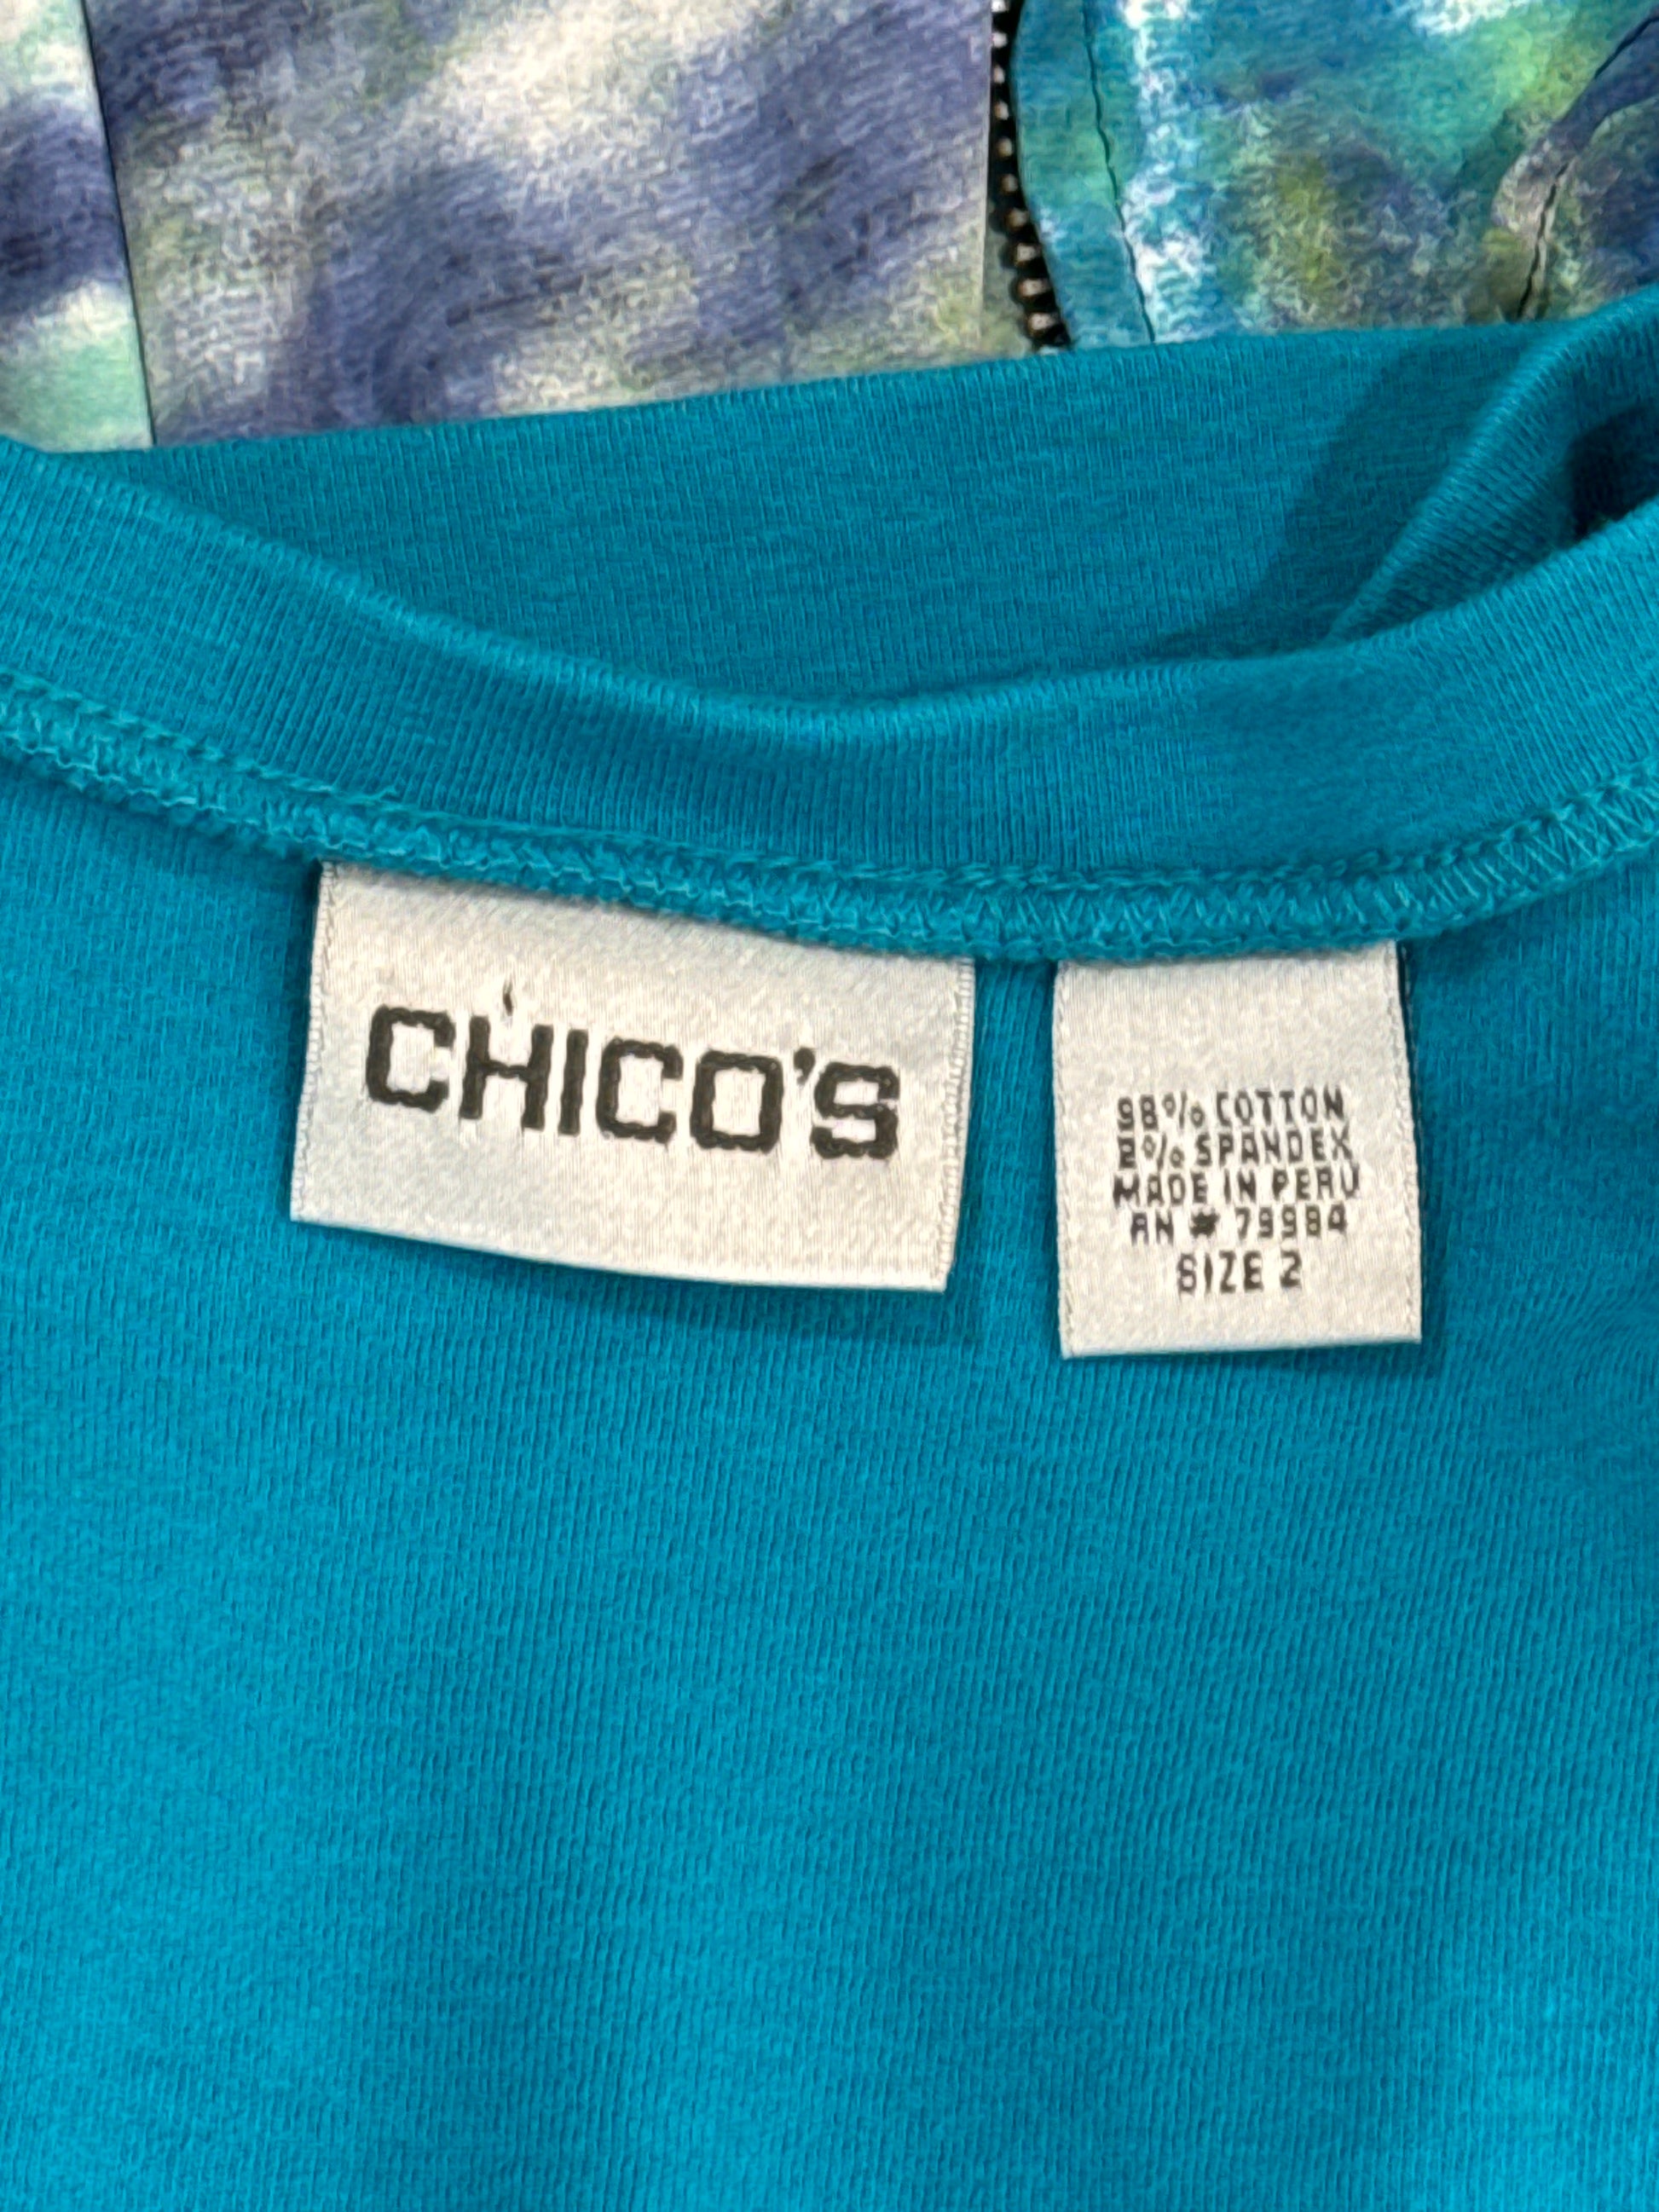 CHICO'S
98% COTTON
2% SPANDEX
MADE IN PERU
RN # 79984
SIZE 2